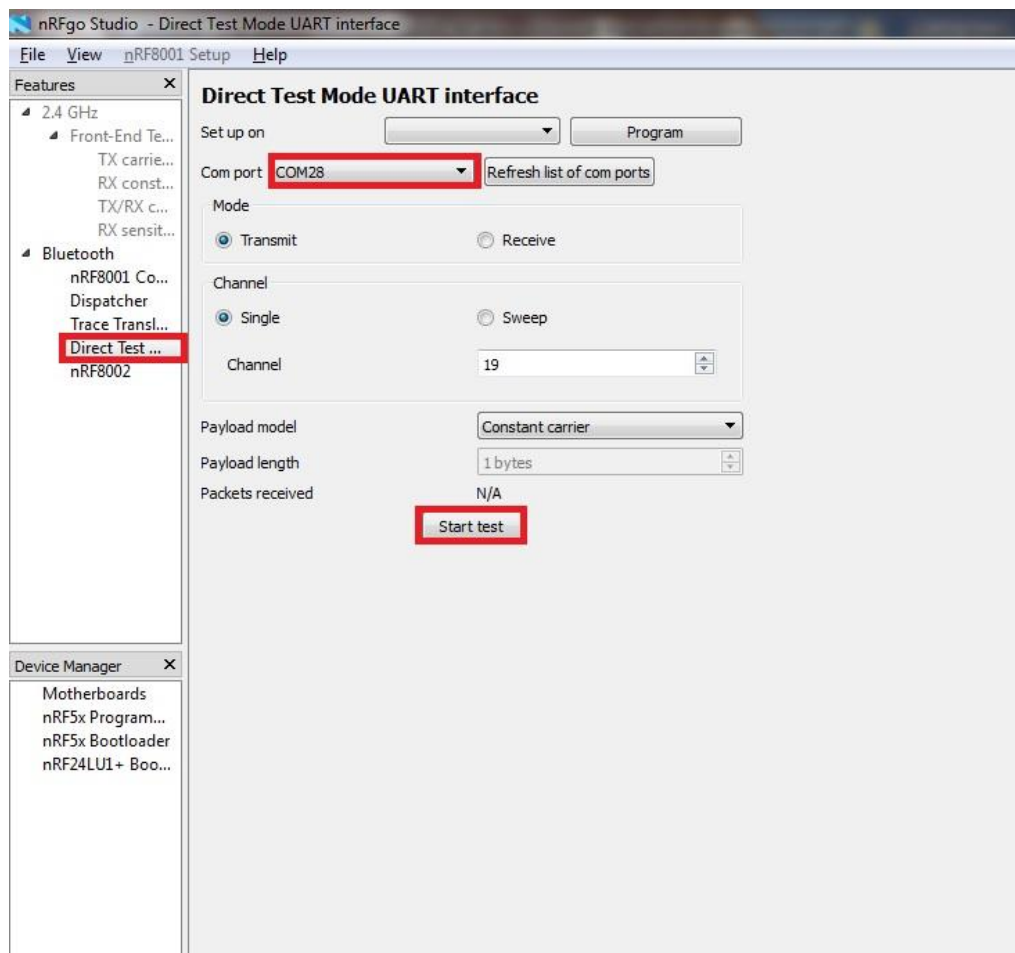 nRFgo Studio - Direct Test Mode UART interface
File View nRF8001 Setup Help
Features X
2.4 GHz
Front-End Te...
TX carrie...
RX const...
TX/RX c...
RX sensit...
Bluetooth
nRF8001 Co...
Dispatcher
Trace Transl...
Direct Test ...
nRF8002
Device Manager X
Motherboards
nRF5x Program...
nRF5x Bootloader
nRF24LU1+ Boo...
Direct Test Mode UART interface
Set up on Program
Com port COM28 Refresh list of com ports
Mode
Transmit Receive
Channel
Single Sweep
Channel 19
Payload model Constant carrier
Payload length 1 bytes
Packets received N/A
Start test